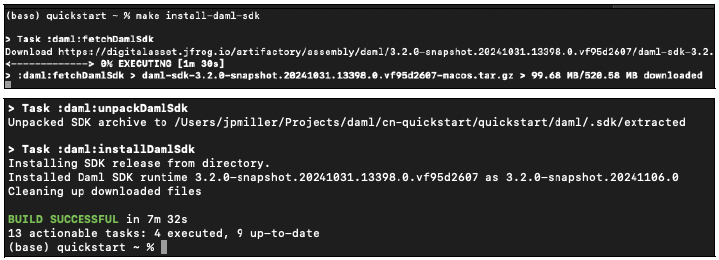 (base) quickstart ~ % make install-daml-sdk
> Task :daml:fetchDamlSdk
Download https://digitalasset.jfrog.io/artifactory/assembly/daml/3.2.0-snapshot.20241031.13398.0.vf95d2607/daml-sdk-3.2.
<-------------> 0% EXECUTING [1m 30s]
> :daml:fetchDamlSdk > daml-sdk-3.2.0-snapshot.20241031.13398.0.vf95d2607-macos.tar.gz > 99.68 MB/520.58 MB downloaded
> Task :daml:unpackDamlSdk
Unpacked SDK archive to /Users/jpmiller/Projects/daml/cn-quickstart/quickstart/daml/.sdk/extracted
> Task :daml:installDamlSdk
Installing SDK release from directory.
Installed Daml SDK runtime 3.2.0-snapshot.20241031.13398.0.vf95d2607 as 3.2.0-snapshot.20241106.0
Cleaning up downloaded files
BUILD SUCCESSFUL in 7m 32s
13 actionable tasks: 4 executed, 9 up-to-date
(base) quickstart ~ %